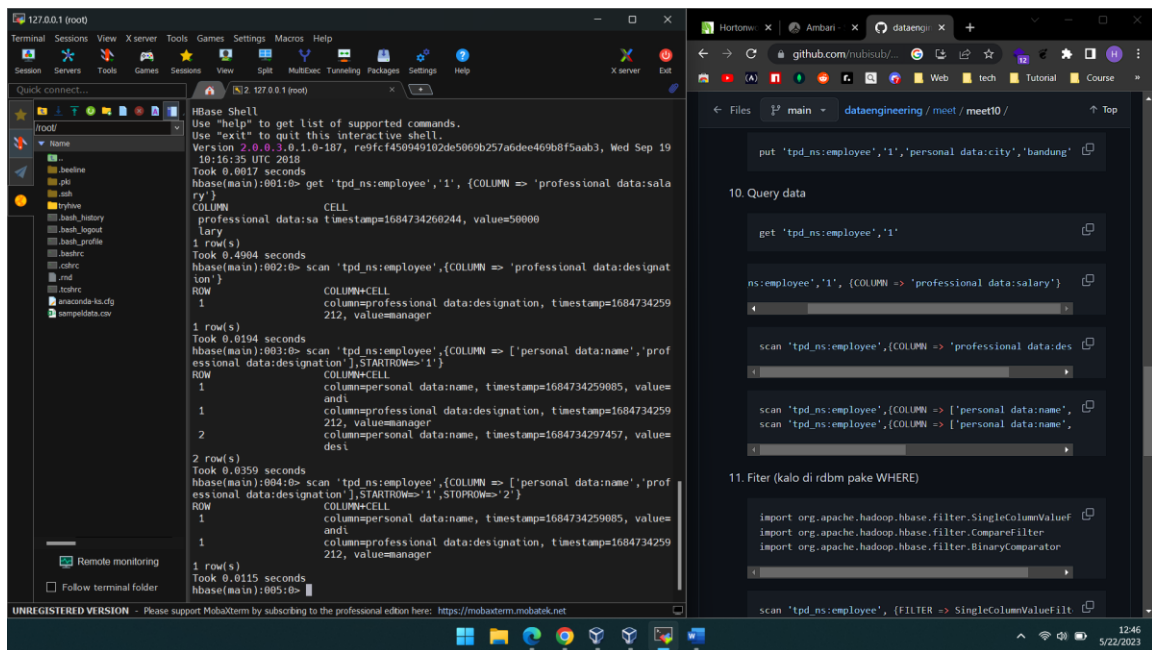 127.0.0.1 (root)
Terminal Sessions View X server Tools Games Settings Macros Help
Session Servers Tools Games Sessions View Split MultiExec Tunneling Packages Settings Help X server Exit
Quick connect...
2. 127.0.0.1 (root)
/root/
Name
..
.beeline
.pki
.ssh
tryhive
.bash_history
.bash_logout
.bash_profile
.bashrc
.cshrc
.rnd
.tcshrc
anaconda-ks.cfg
sampeldata.csv
Remote monitoring
Follow terminal folder
HBase Shell
Use "help" to get list of supported commands.
Use "exit" to quit this interactive shell.
Version 2.0.0.3.0.1.0-187, re9fcf450949102de5069b257a6dee469b8f5aab3, Wed Sep 19
10:16:35 UTC 2018
Took 0.0017 seconds
hbase(main):001:0> get 'tpd_ns:employee','1', {COLUMN => 'professional data:sala
ry'}
COLUMN CELL
professional data:sa timestamp=1684734260244, value=50000
lary
1 row(s)
Took 0.4904 seconds
hbase(main):002:0> scan 'tpd_ns:employee',{COLUMN => 'professional data:designat
ion'}
ROW COLUMN+CELL
1 column=professional data:designation, timestamp=1684734259
212, value=manager
1 row(s)
Took 0.0194 seconds
hbase(main):003:0> scan 'tpd_ns:employee',{COLUMN => ['personal data:name','prof
essional data:designation'],STARTROW=>'1'}
ROW COLUMN+CELL
1 column=personal data:name, timestamp=1684734259085, value=
andi
1 column=professional data:designation, timestamp=1684734259
212, value=manager
2 column=personal data:name, timestamp=1684734297457, value=
desi
2 row(s)
Took 0.0359 seconds
hbase(main):004:0> scan 'tpd_ns:employee',{COLUMN => ['personal data:name','prof
essional data:designation'],STARTROW=>'1',STOPROW=>'2'}
ROW COLUMN+CELL
1 column=personal data:name, timestamp=1684734259085, value=
andi
1 column=professional data:designation, timestamp=1684734259
212, value=manager
1 row(s)
Took 0.0115 seconds
hbase(main):005:0>
UNREGISTERED VERSION - Please support MobaXterm by subscribing to the professional edition here: https://mobaxterm.mobatek.net
Hortonw Ambari - dataengin
github.com/nubisub/...
12
H
Web tech Tutorial Course »
Files main dataengineering / meet / meet10 / Top
put 'tpd_ns:employee','1','personal data:city','bandung'
10. Query data
get 'tpd_ns:employee','1'
ns:employee','1', {COLUMN => 'professional data:salary'}
scan 'tpd_ns:employee',{COLUMN => 'professional data:des
scan 'tpd_ns:employee',{COLUMN => ['personal data:name',
scan 'tpd_ns:employee',{COLUMN => ['personal data:name',
11. Fiter (kalo di rdbm pake WHERE)
import org.apache.hadoop.hbase.filter.SingleColumnValueF
import org.apache.hadoop.hbase.filter.CompareFilter
import org.apache.hadoop.hbase.filter.BinaryComparator
scan 'tpd_ns:employee', {FILTER => SingleColumnValueFilt
12:46
5/22/2023